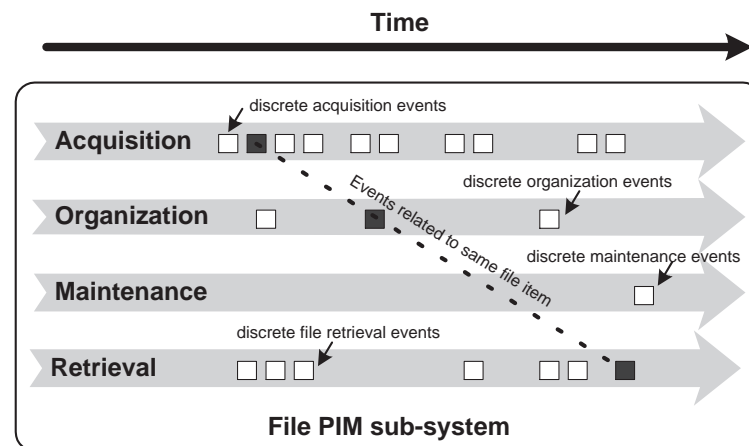 Time
discrete acquisition events
Acquisition
Events related to same file item
discrete organization events
Organization
discrete maintenance events
Maintenance
discrete file retrieval events
Retrieval
File PIM sub-system